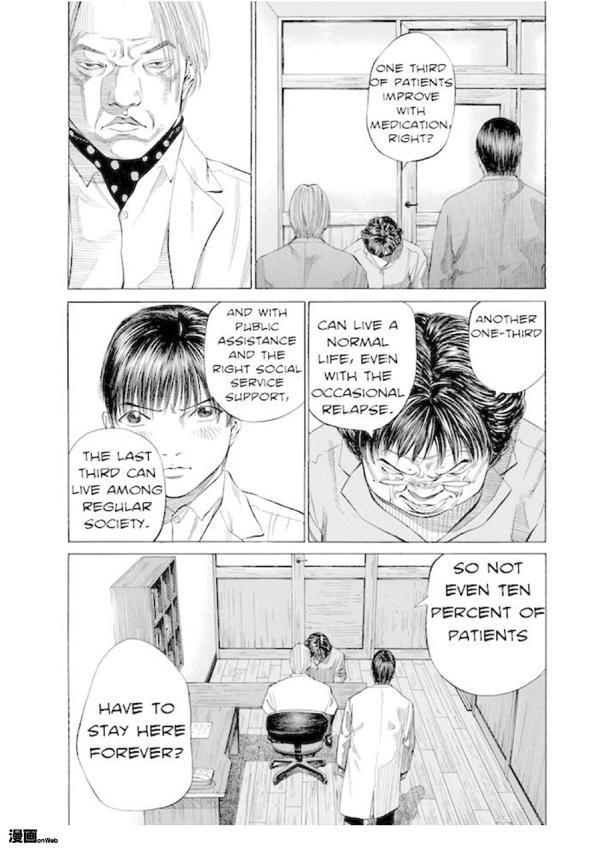 ONE THIRD
OF PATIENTS
IMPROVE
WITH
MEDICATION,
RIGHT?
ANOTHER
ONE-THIRD
CAN LIVE A
NORMAL
LIFE, EVEN
WITH THE
OCCASIONAL
RELAPSE.
AND WITH
PUBLIC
ASSISTANCE
AND THE
RIGHT SOCIAL
SERVICE
SUPPORT,
THE LAST
THIRD CAN
LIVE AMONG
REGULAR
SOCIETY.
SO NOT
EVEN TEN
PERCENT OF
PATIENTS
HAVE TO
STAY HERE
FOREVER?
漫画onWeb